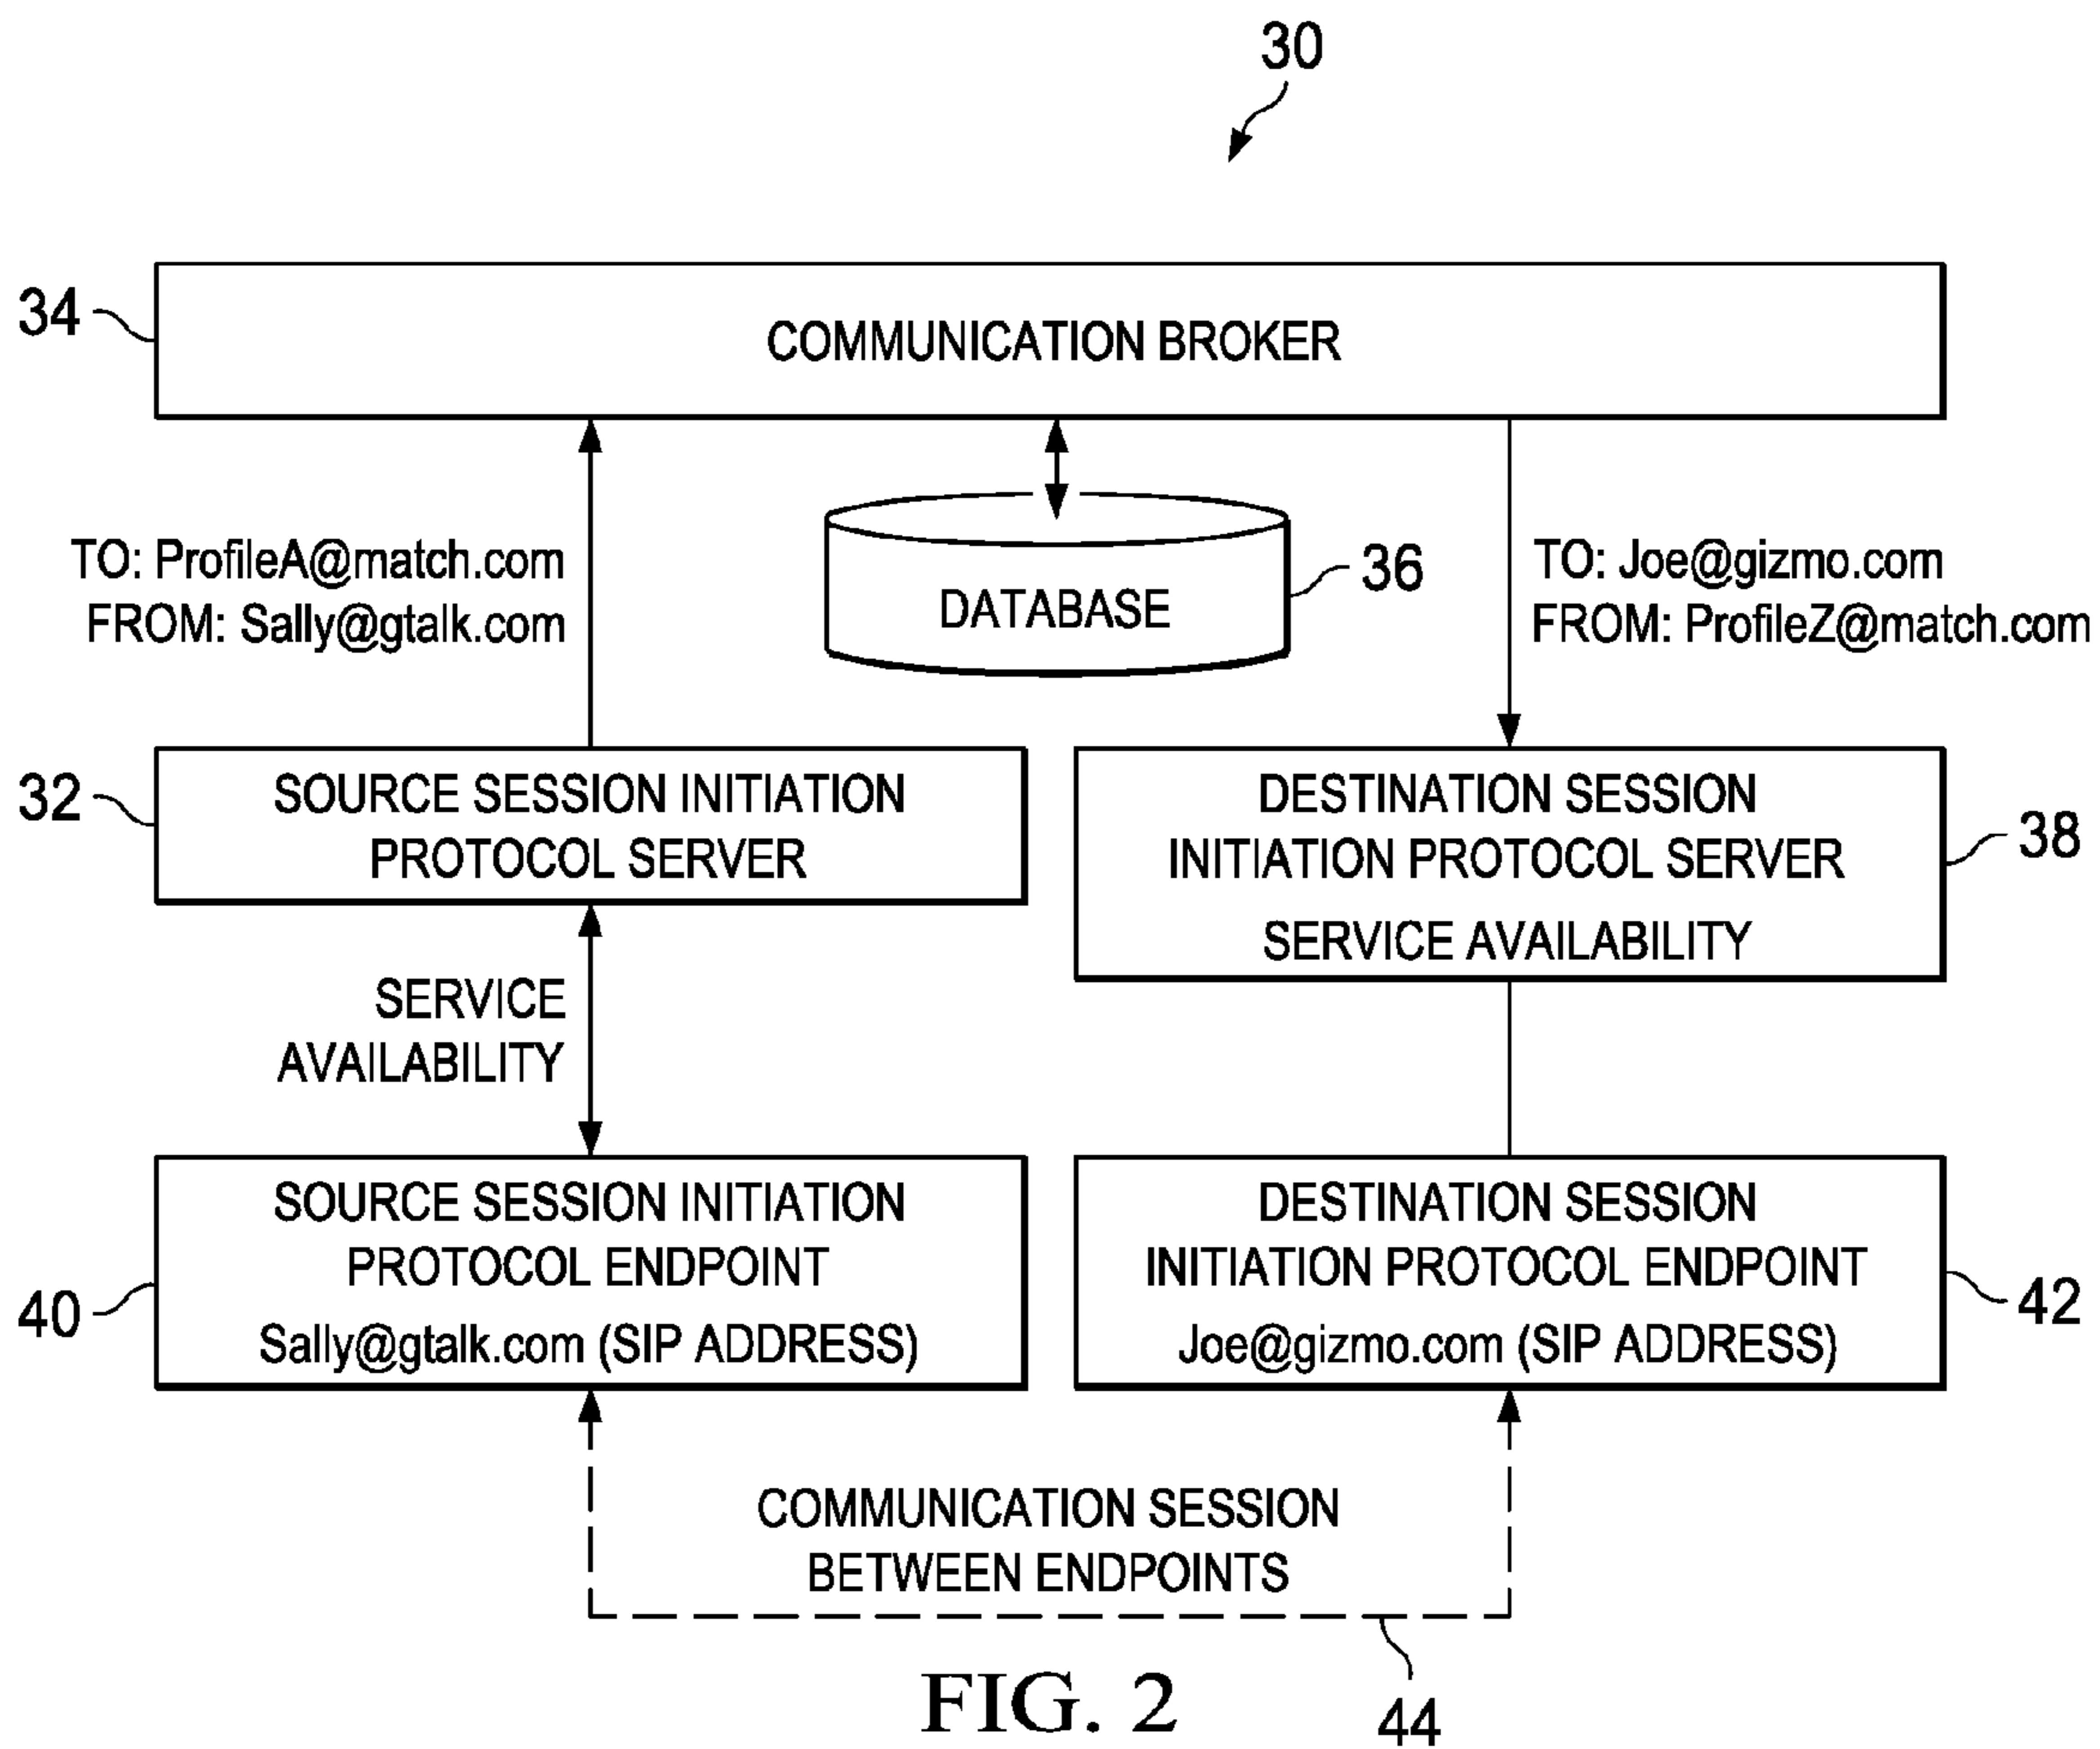 30
34
COMMUNICATION BROKER
TO: ProfileA@match.com
FROM: Sally@gtalk.com
DATABASE
36
TO: Joe@gizmo.com
FROM: ProfileZ@match.com
32
SOURCE SESSION INITIATION
PROTOCOL SERVER
DESTINATION SESSION
INITIATION PROTOCOL SERVER
SERVICE AVAILABILITY
38
SERVICE
AVAILABILITY
40
SOURCE SESSION INITIATION
PROTOCOL ENDPOINT
Sally@gtalk.com (SIP ADDRESS)
DESTINATION SESSION
INITIATION PROTOCOL ENDPOINT
Joe@gizmo.com (SIP ADDRESS)
42
COMMUNICATION SESSION
BETWEEN ENDPOINTS
44
FIG. 2